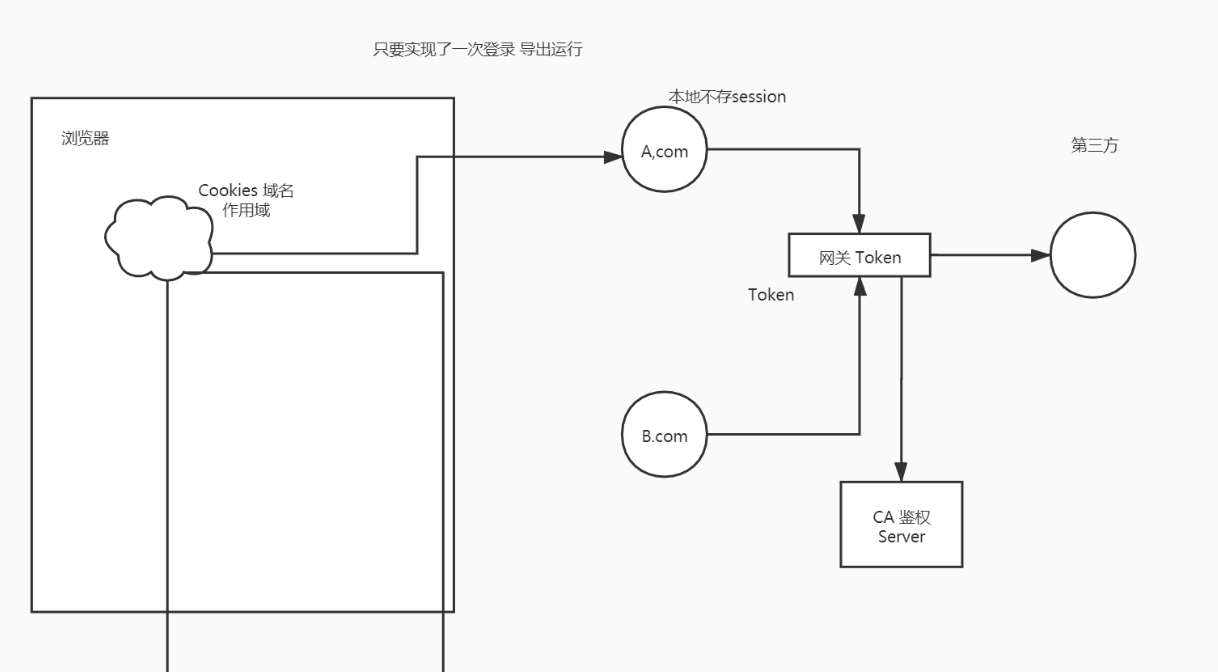 只要实现了一次登录 导出运行
本地不存session
浏览器
A,com
第三方
Cookies 域名
作用域
网关 Token
Token
B.com
CA 鉴权
Server